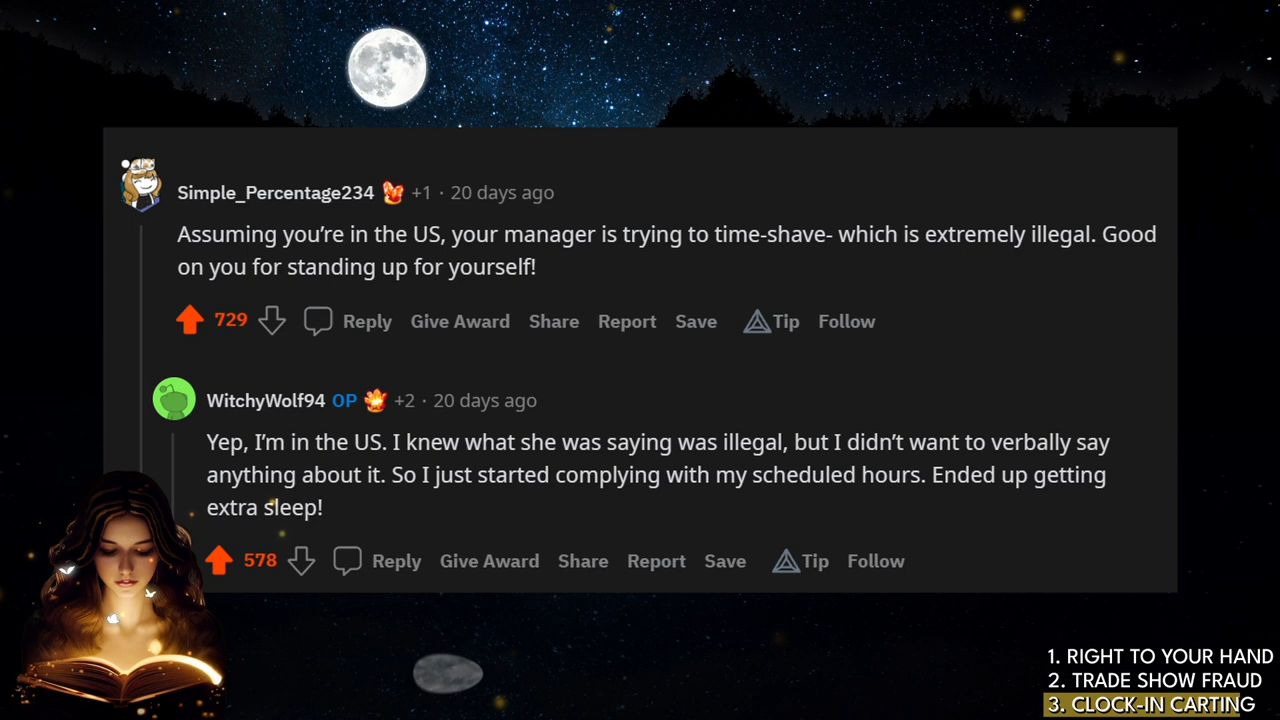 Simple_Percentage234 +1 · 20 days ago
Assuming you’re in the US, your manager is trying to time-shave- which is extremely illegal. Good
on you for standing up for yourself!
729 Reply Give Award Share Report Save Tip Follow
WitchyWolf94 OP +2 · 20 days ago
Yep, I’m in the US. I knew what she was saying was illegal, but I didn’t want to verbally say
anything about it. So I just started complying with my scheduled hours. Ended up getting
extra sleep!
578 Reply Give Award Share Report Save Tip Follow
1. RIGHT TO YOUR HAND
2. TRADE SHOW FRAUD
3. CLOCK-IN CARTING